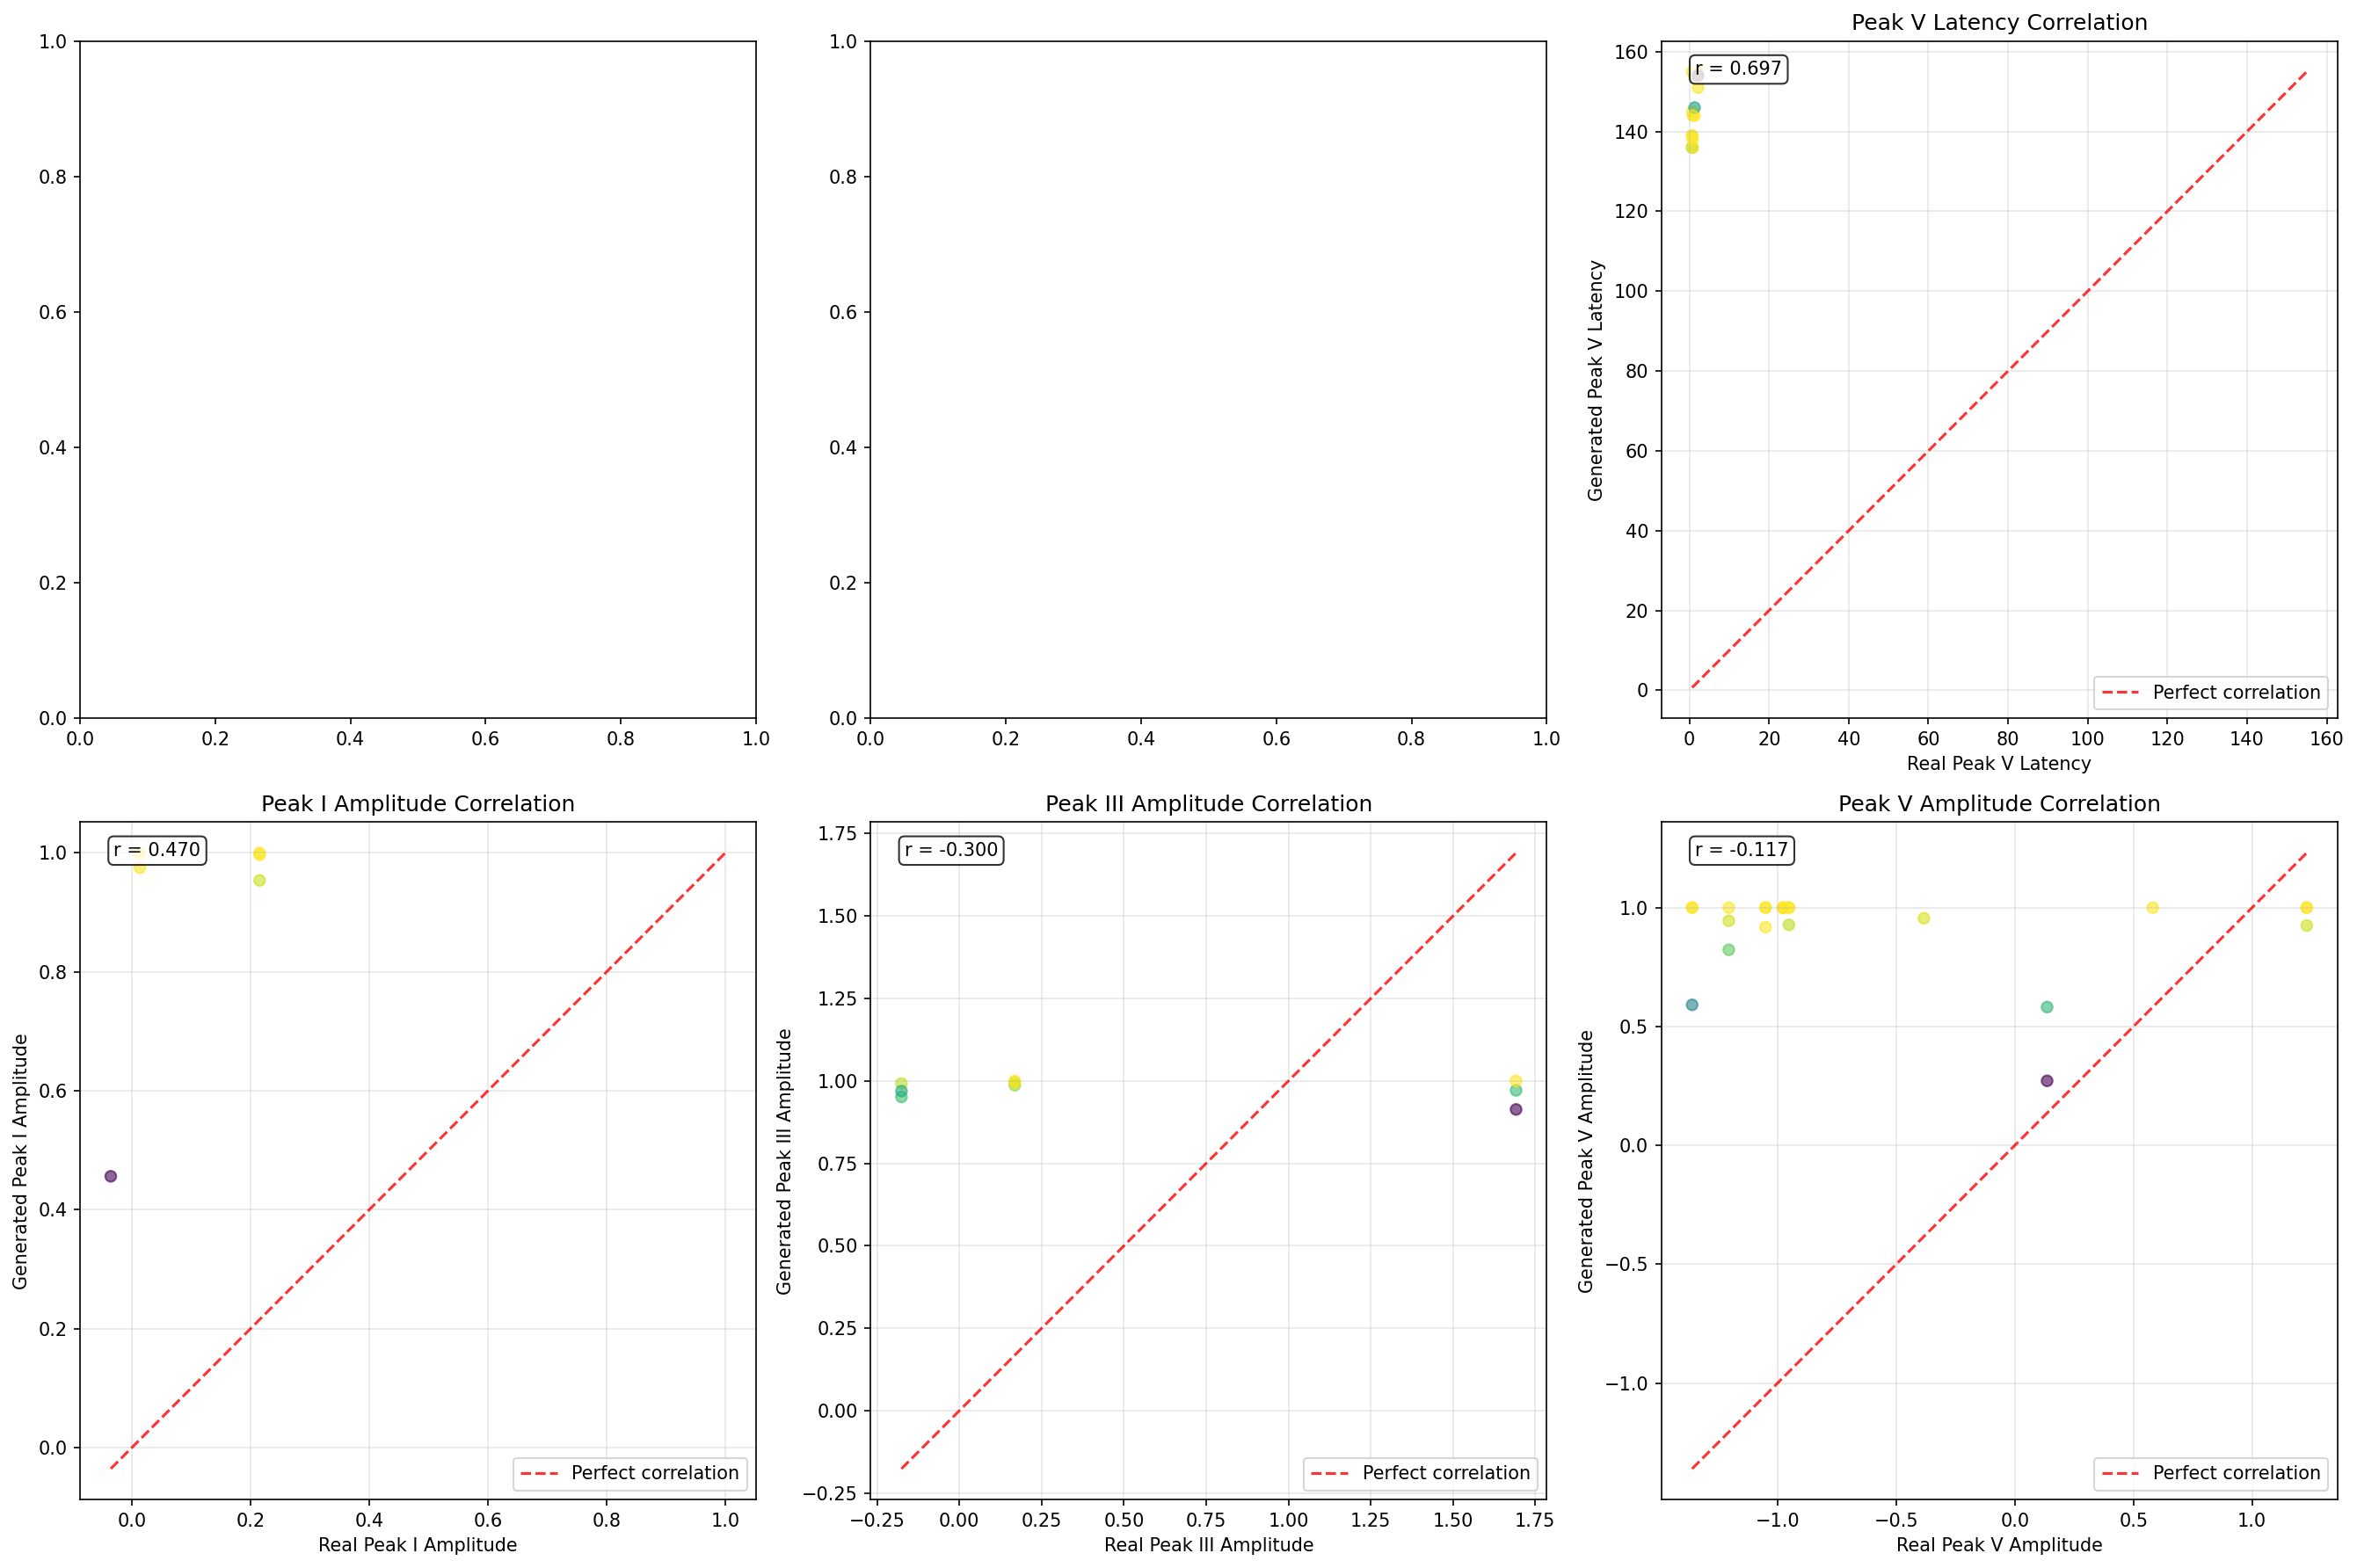 Peak V Latency Correlation
1.0
0.8
0.6
0.4
0.2
0.0
0.0 0.2 0.4 0.6 0.8 1.0
1.0
0.8
0.6
0.4
0.2
0.0
0.0 0.2 0.4 0.6 0.8 1.0
Generated Peak V Latency
160
140
120
100
80
60
40
20
0
r = 0.697
Perfect correlation
0 20 40 60 80 100 120 140 160
Real Peak V Latency
Peak I Amplitude Correlation
Generated Peak I Amplitude
1.0
0.8
0.6
0.4
0.2
0.0
r = 0.470
Perfect correlation
0.0 0.2 0.4 0.6 0.8 1.0
Real Peak I Amplitude
Peak III Amplitude Correlation
Generated Peak III Amplitude
1.75
1.50
1.25
1.00
0.75
0.50
0.25
0.00
−0.25
r = -0.300
Perfect correlation
−0.25 0.00 0.25 0.50 0.75 1.00 1.25 1.50 1.75
Real Peak III Amplitude
Peak V Amplitude Correlation
Generated Peak V Amplitude
1.0
0.5
0.0
−0.5
−1.0
r = -0.117
Perfect correlation
−1.0 −0.5 0.0 0.5 1.0
Real Peak V Amplitude